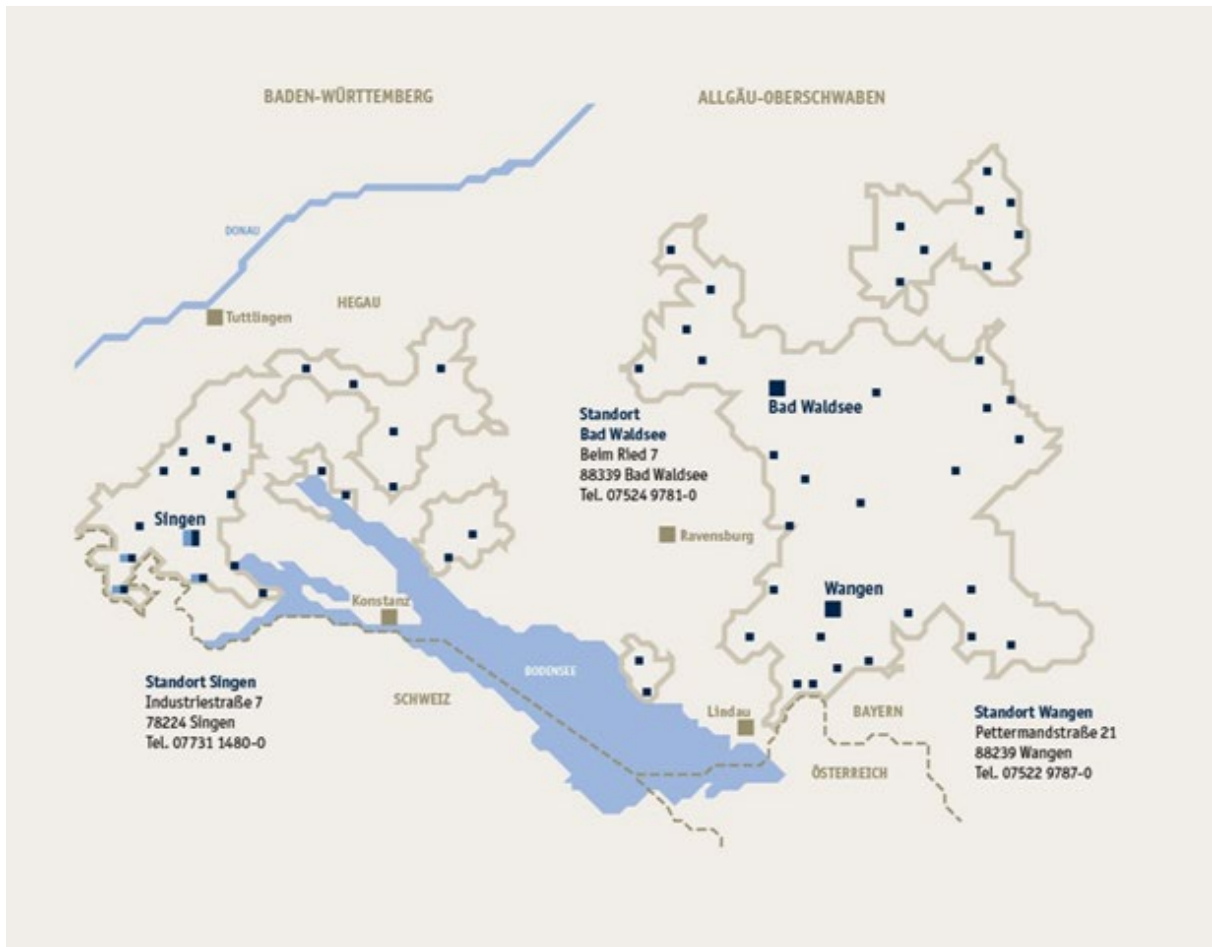 BADEN-WÜRTTEMBERG
ALLGÄU-OBERSCHWABEN
DONAU
HEGAU
Tuttlingen
Bad Waldsee
Standort
Bad Waldsee
Beim Ried 7
88339 Bad Waldsee
Tel. 07524 9781-0
Singen
Ravensburg
Wangen
Konstanz
BODENSEE
Standort Singen
Industriestraße 7
78224 Singen
Tel. 07731 1480-0
SCHWEIZ
Lindau
BAYERN
Standort Wangen
Pettermandstraße 21
88239 Wangen
Tel. 07522 9787-0
ÖSTERREICH